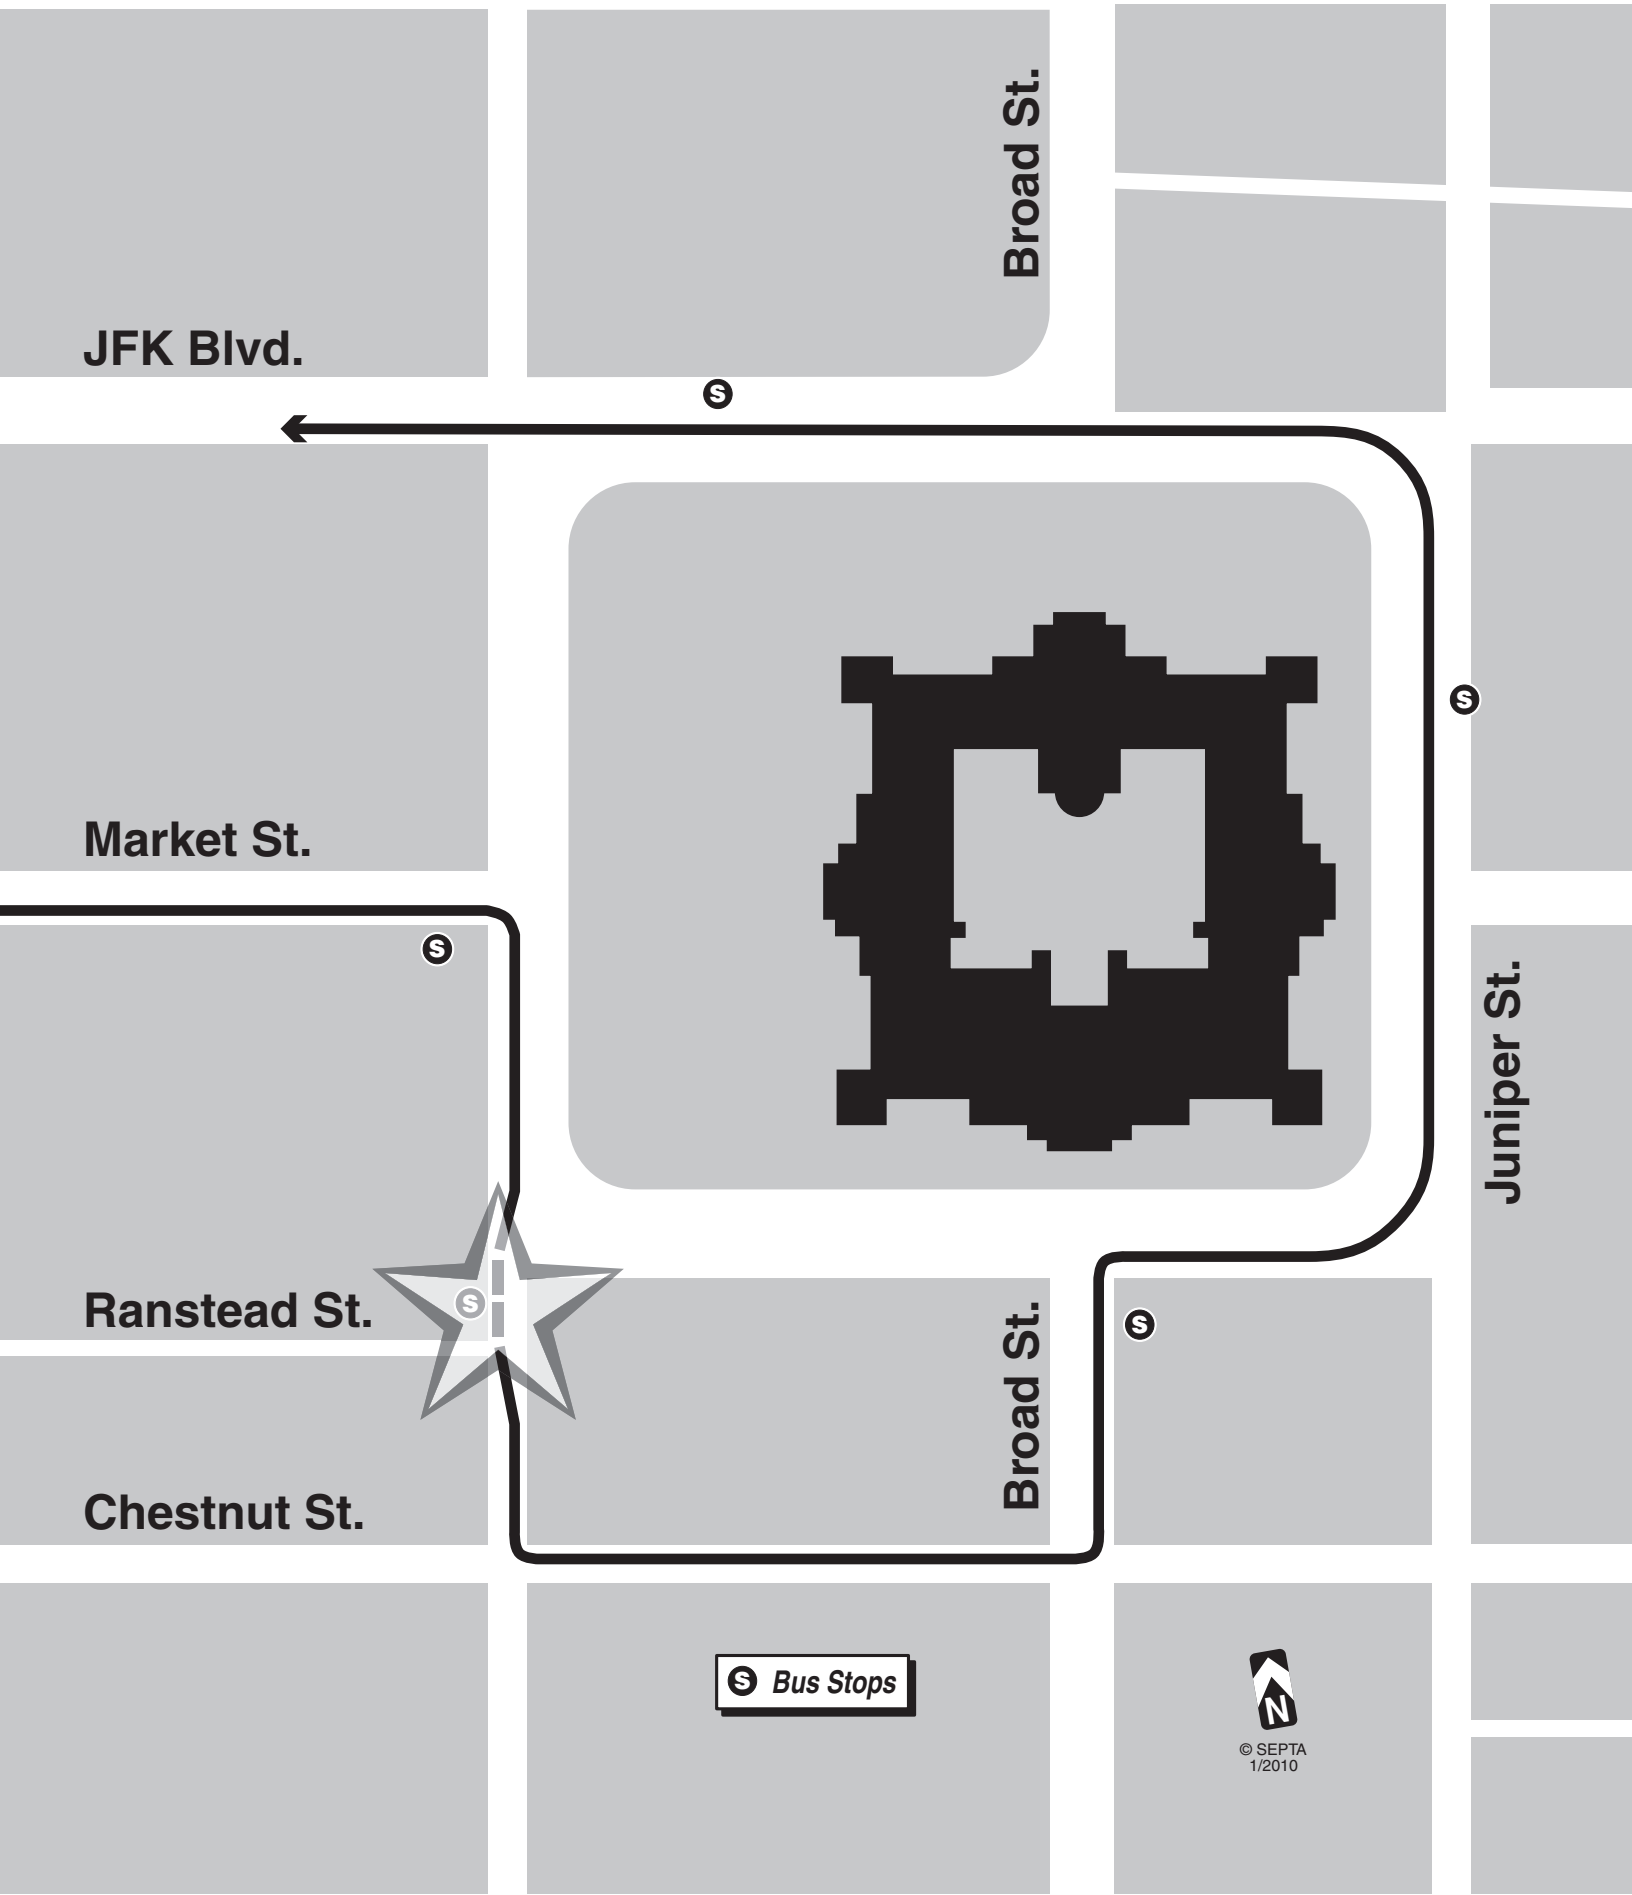 Broad St.
JFK Blvd.
S
S
Market St.
S
Juniper St.
Ranstead St.
S
Broad St.
S
Chestnut St.
S Bus Stops
N
© SEPTA
1/2010